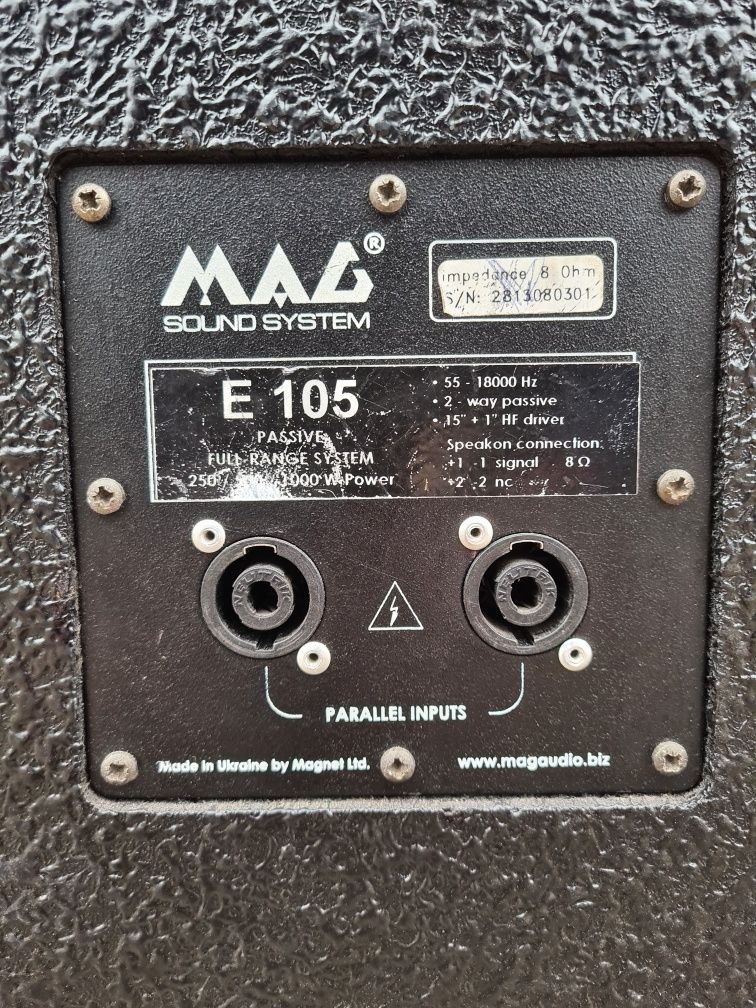 MAG®
SOUND SYSTEM
impedance 8 Ohm
S/N: 2813080301
E 105
PASSIVE
FULL RANGE SYSTEM
250 / / 1000 W Power
• 55 - 18000 Hz
• 2 - way passive
• 15" + 1" HF driver
Speakon connection:
+1 -1 signal 8 Ω
+2 -2 nc
NEUTRIK
NEUTRIK
PARALLEL INPUTS
Made in Ukraine by Magnet Ltd.
www.magaudio.biz